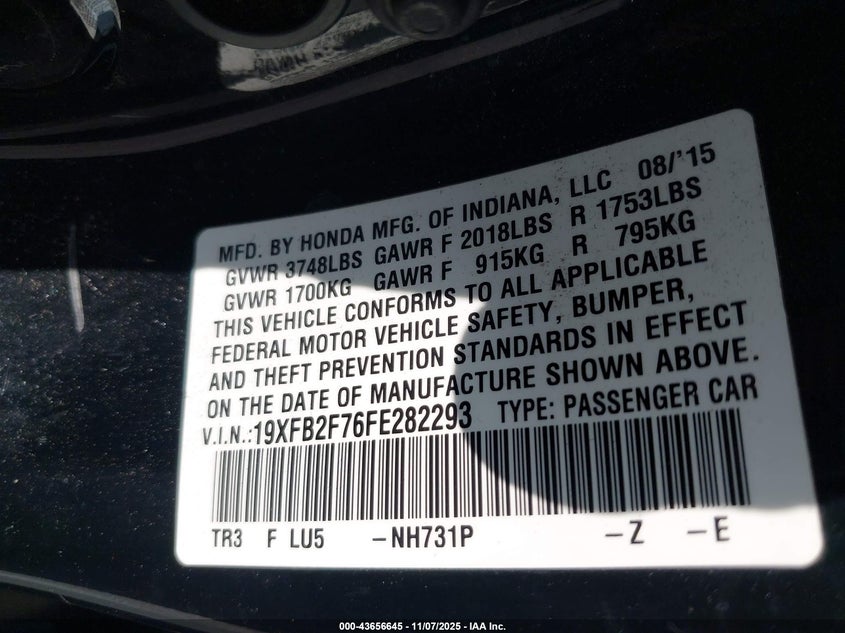 MFD. BY HONDA MFG. OF INDIANA, LLC 08/'15
GVWR 3748LBS GAWR F 2018LBS R 1753LBS
GVWR 1700KG GAWR F 915KG R 795KG
THIS VEHICLE CONFORMS TO ALL APPLICABLE
FEDERAL MOTOR VEHICLE SAFETY, BUMPER,
AND THEFT PREVENTION STANDARDS IN EFFECT
ON THE DATE OF MANUFACTURE SHOWN ABOVE.
V.I.N.:19XFB2F76FE282293 TYPE: PASSENGER CAR
TR3 F LU5 -NH731P -Z -E
000-43656645 - 11/07/2025 - IAA Inc.